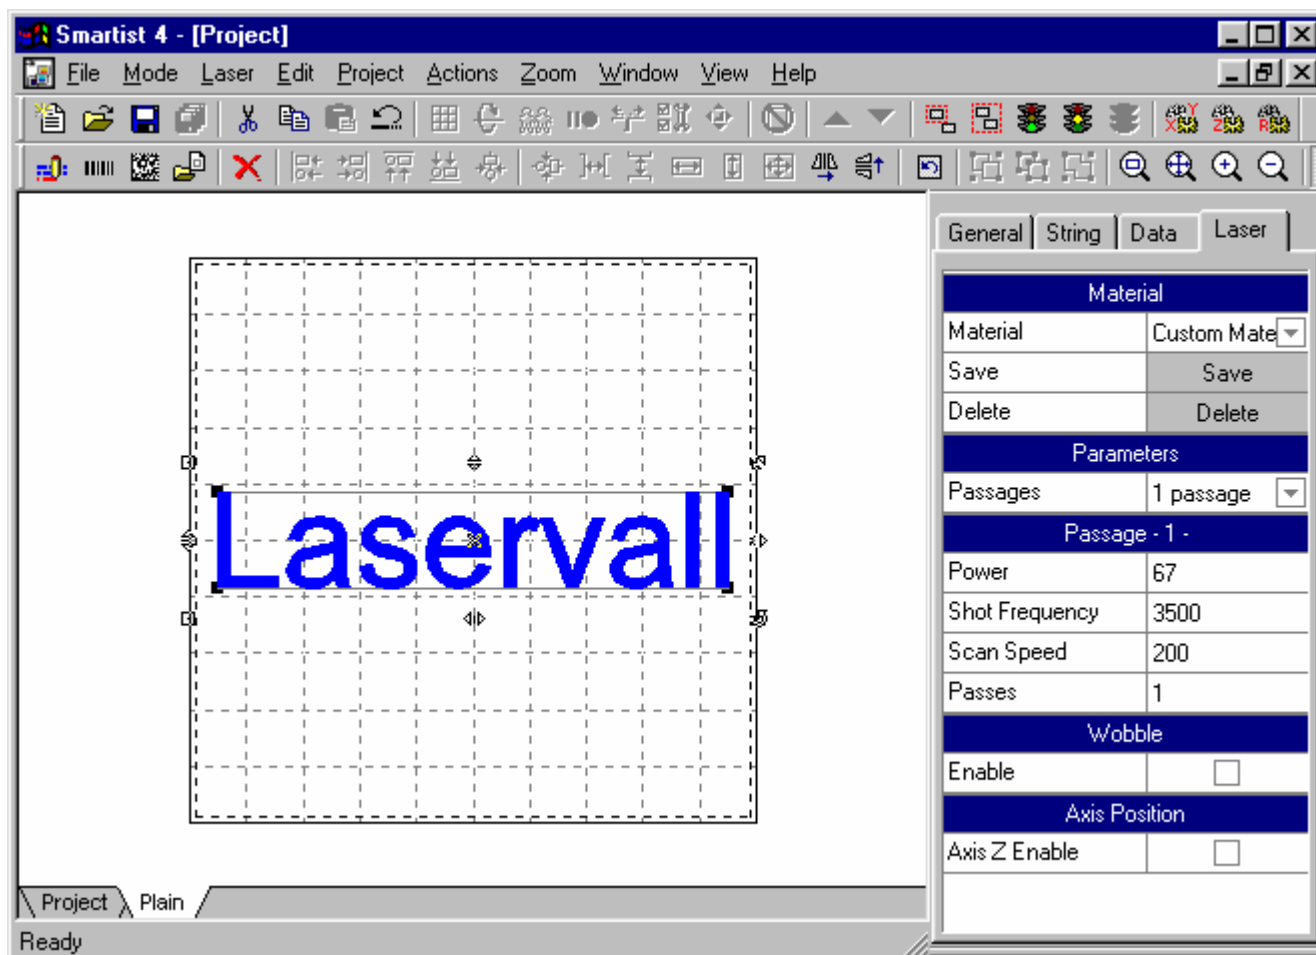 Smartist 4 - [Project]
File Mode Laser Edit Project Actions Zoom Window View Help
General String Data Laser
Material
Material Custom Mate
Save Save
Delete Delete
Parameters
Passages 1 passage
Passage - 1 -
Power 67
Shot Frequency 3500
Scan Speed 200
Passes 1
Wobble
Enable
Axis Position
Axis Z Enable
Laservall
Project Plain
Ready